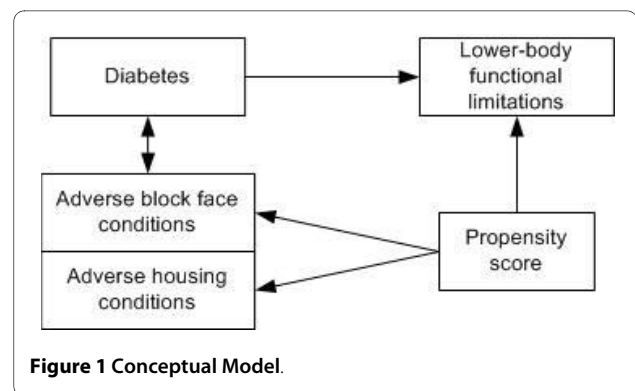 Diabetes
Lower-body
functional
limitations
Adverse block face
conditions
Adverse housing
conditions
Propensity
score
Figure 1 Conceptual Model.